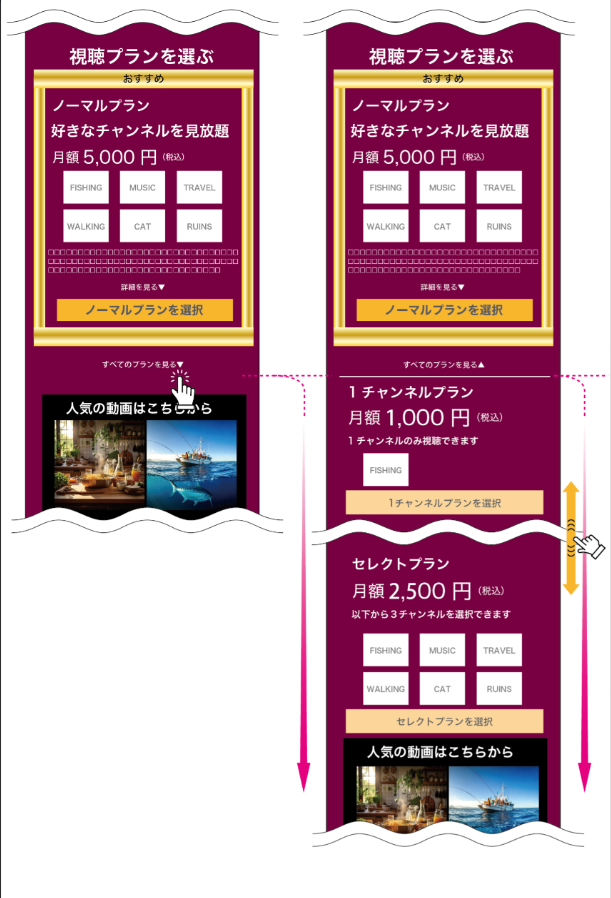 視聴プランを選ぶ
おすすめ
ノーマルプラン
好きなチャンネルを見放題
月額 5,000 円 (税込)
FISHING MUSIC TRAVEL
WALKING CAT RUINS
詳細を見る▼
ノーマルプランを選択
すべてのプランを見る▼
人気の動画はこちらから
視聴プランを選ぶ
おすすめ
ノーマルプラン
好きなチャンネルを見放題
月額 5,000 円 (税込)
FISHING MUSIC TRAVEL
WALKING CAT RUINS
詳細を見る▼
ノーマルプランを選択
すべてのプランを見る▲
1 チャンネルプラン
月額 1,000 円 (税込)
1 チャンネルのみ視聴できます
FISHING
1チャンネルプランを選択
セレクトプラン
月額 2,500 円 (税込)
以下から3チャンネルを選択できます
FISHING MUSIC TRAVEL
WALKING CAT RUINS
セレクトプランを選択
人気の動画はこちらから